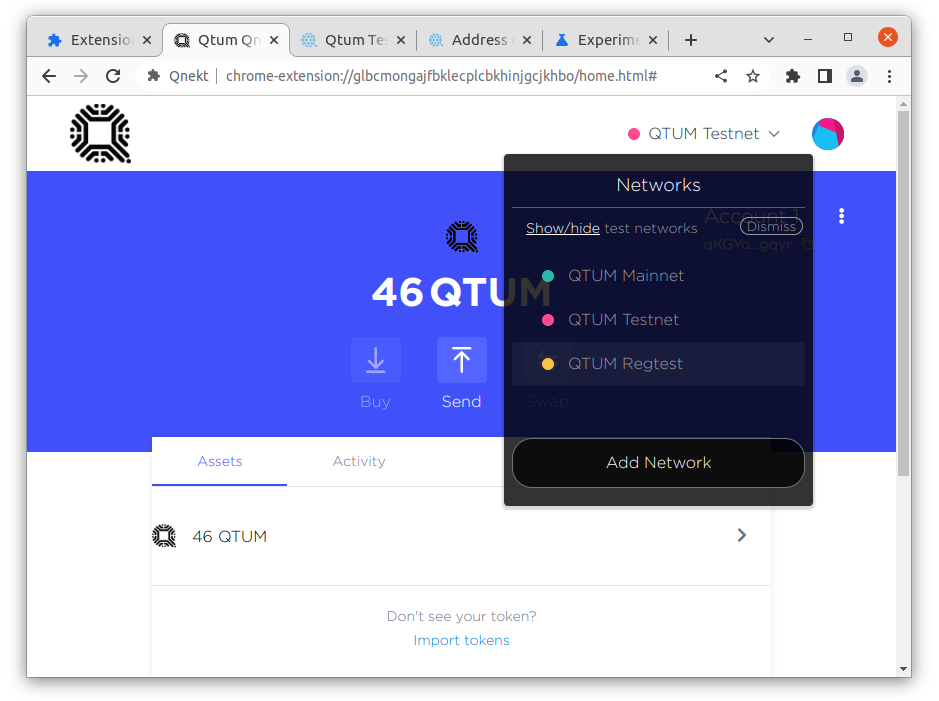 Extension
Qtum Qn
Qtum Tes
Address
Experime
Qnekt
chrome-extension://glbcmongajfbklecplcbkhinjgcjkhbo/home.html#
QTUM Testnet
Networks
Account 1
Show/hide test networks
Dismiss
qKGYo...gqvr
QTUM Mainnet
46 QTUM
QTUM Testnet
QTUM Regtest
Buy
Send
Swap
Add Network
Assets
Activity
46 QTUM
Don't see your token?
Import tokens